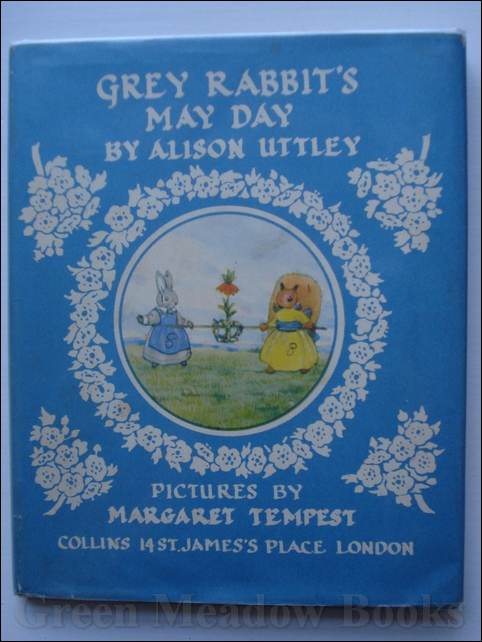 GREY RABBIT'S
MAY DAY
BY ALISON UTTLEY
PICTURES BY
MARGARET TEMPEST
COLLINS 14 ST. JAMES'S PLACE LONDON
Green Meadow Books